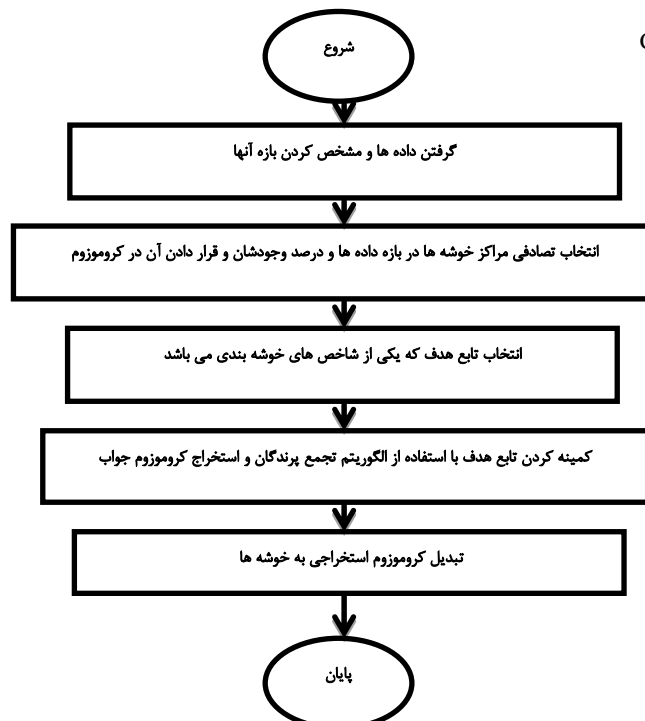 شروع
گرفتن داده ها و مشخص کردن بازه آنها
انتخاب تصادفی مراکز خوشه ها در بازه داده ها و درصد وجودشان و قرار دادن آن در کروموزوم
انتخاب تابع هدف که یکی از شاخص های خوشه بندی می باشد
کمینه کردن تابع هدف با استفاده از الگوریتم تجمع پرندگان و استخراج کروموزوم جواب
تبدیل کروموزوم استخراجی به خوشه ها
پایان